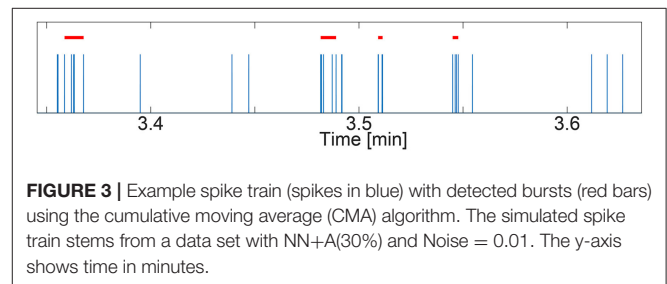 3.4
3.5
3.6
Time [min]
FIGURE 3 | Example spike train (spikes in blue) with detected bursts (red bars)
using the cumulative moving average (CMA) algorithm. The simulated spike
train stems from a data set with NN+A(30%) and Noise = 0.01. The y-axis
shows time in minutes.